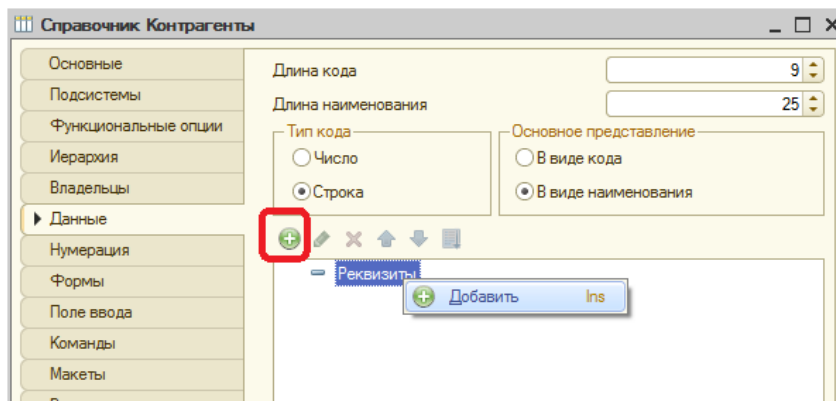 Справочник Контрагенты
Основные
Подсистемы
Функциональные опции
Иерархия
Владельцы
Данные
Нумерация
Формы
Поле ввода
Команды
Макеты
Длина кода 9
Длина наименования 25
Тип кода
Число
Строка
Основное представление
В виде кода
В виде наименования
Реквизиты
Добавить Ins